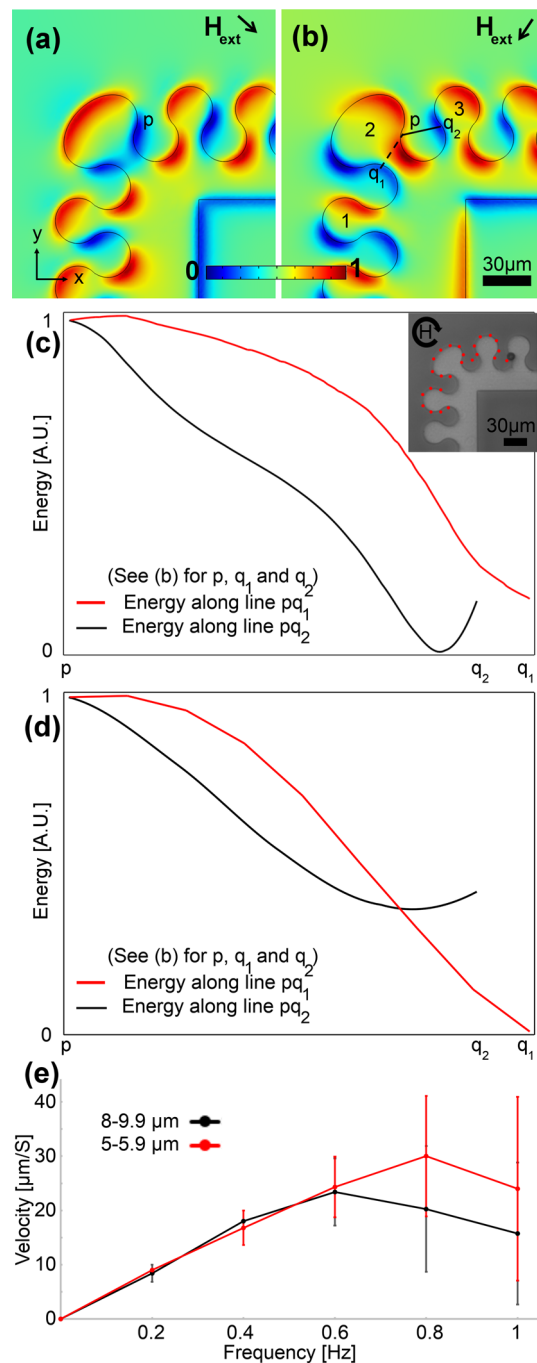 (a)
H ext
p
(b)
H ext
3
p
2
q2
q1
1
y
x
0
1
30µm
(c)
1
H
30µm
Energy [A.U.]
(See (b) for p, q1 and q2)
Energy along line pq1
Energy along line pq2
0
p
q2
q1
1
(d)
Energy [A.U.]
(See (b) for p, q1 and q2)
Energy along line pq1
Energy along line pq2
0
p
q2
q1
(e)
40
8-9.9 µm
5-5.9 µm
30
Velocity [µm/S]
20
10
0
0.2
0.4
0.6
0.8
1
Frequency [Hz]